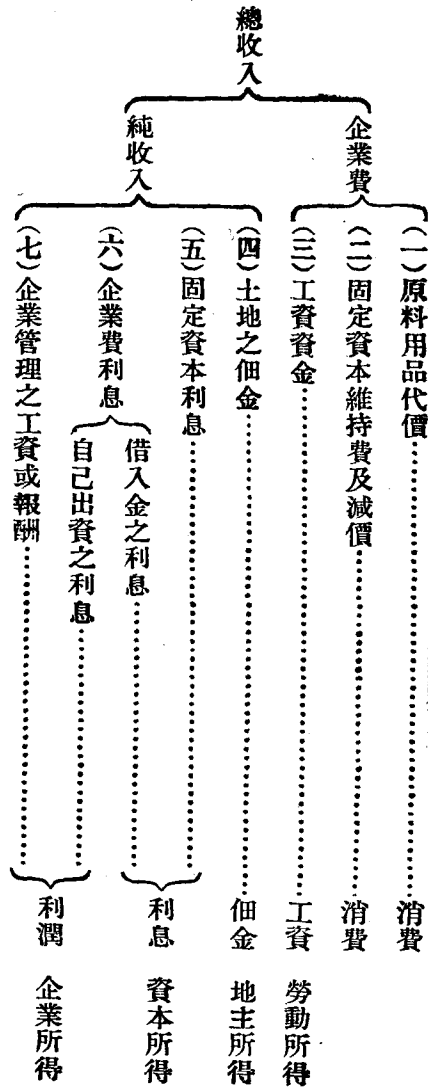 總收入
企業費
(一)原料用品代價………消費
(二)固定資本維持費及減價………消費
(三)工資資金………工資 勞動所得
純收入
(四)土地之佃金………佃金 地主所得
(五)固定資本利息………
(六)企業費利息
借入金之利息………
利息 資本所得
自己出資之利息………
(七)企業管理之工資或報酬………
利潤 企業所得